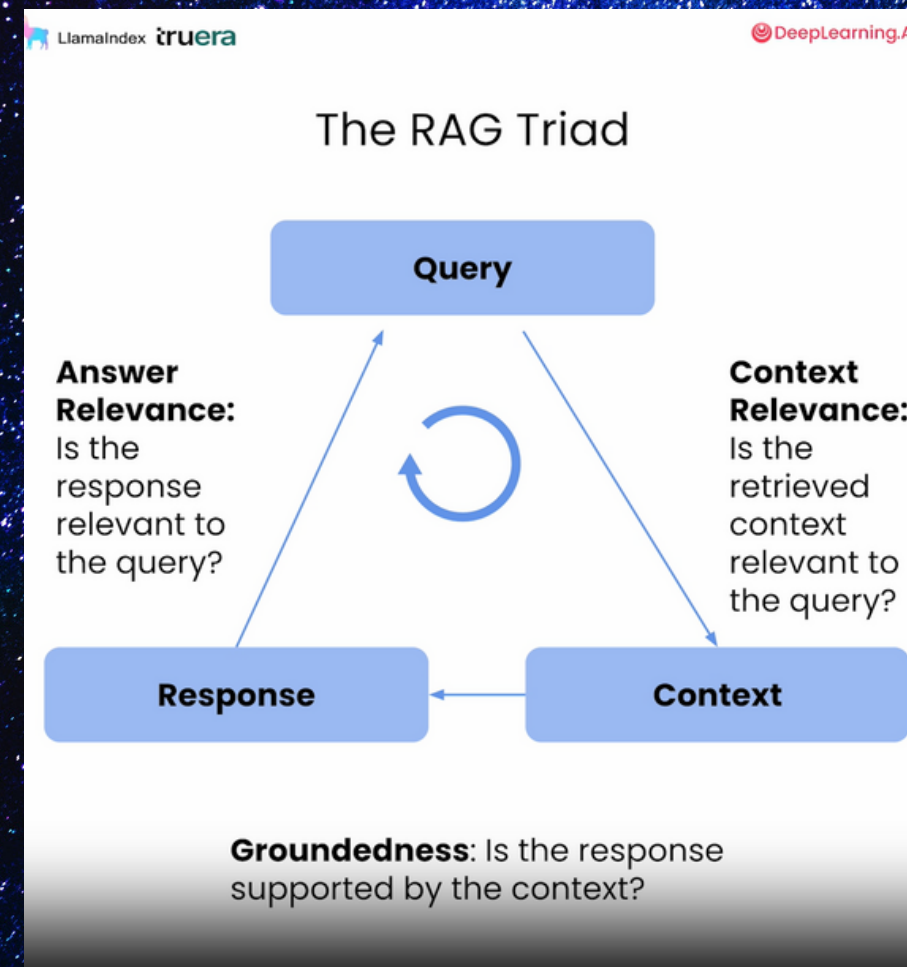 LlamaIndex truera
DeepLearning.A
The RAG Triad
Query
Answer
Relevance:
Is the
response
relevant to
the query?
Context
Relevance:
Is the
retrieved
context
relevant to
the query?
Response
Context
Groundedness: Is the response
supported by the context?